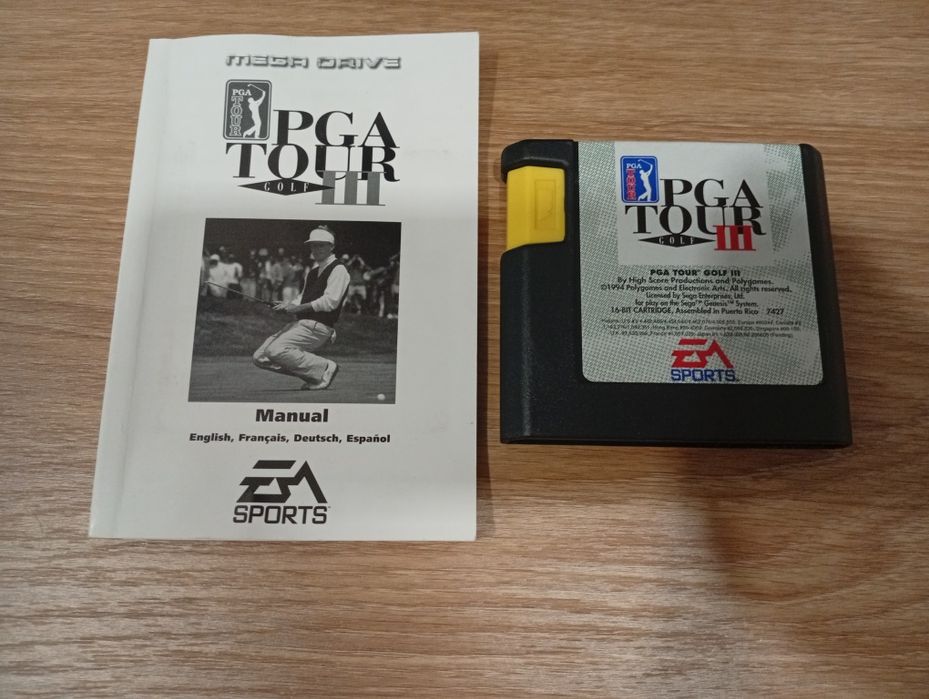 MEGA DRIVE
PGA
TOUR
PGA
TOUR
GOLF
III
Manual
English, Français, Deutsch, Español
EA
SPORTS
PGA
TOUR
PGA
TOUR
GOLF
III
PGA TOUR® GOLF III
By High Score Productions and Polygames.
©1994 Polygames and Electronic Arts. All rights reserved.
Licensed by Sega Enterprises, Ltd.
for play on the Sega™ Genesis™ System.
16-BIT CARTRIDGE, Assembled in Puerto Rico 7427
EA
SPORTS™